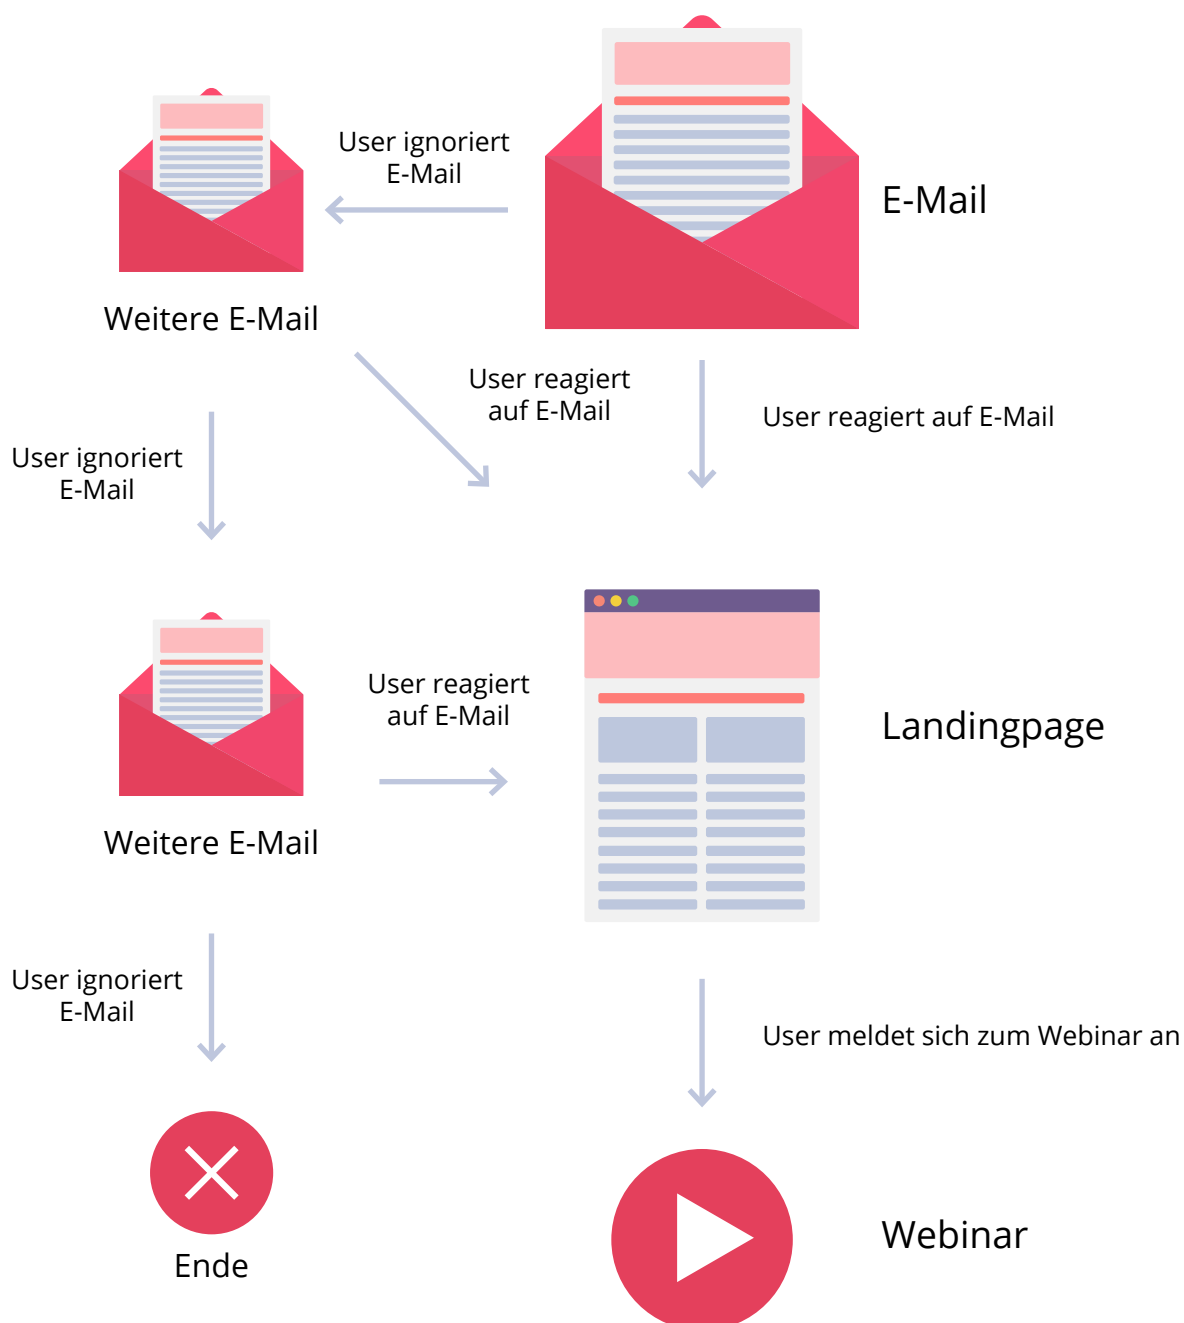 User ignoriert
E-Mail
E-Mail
Weitere E-Mail
User reagiert
auf E-Mail
User reagiert auf E-Mail
User ignoriert
E-Mail
User reagiert
auf E-Mail
Landingpage
Weitere E-Mail
User ignoriert
E-Mail
User meldet sich zum Webinar an
Webinar
Ende